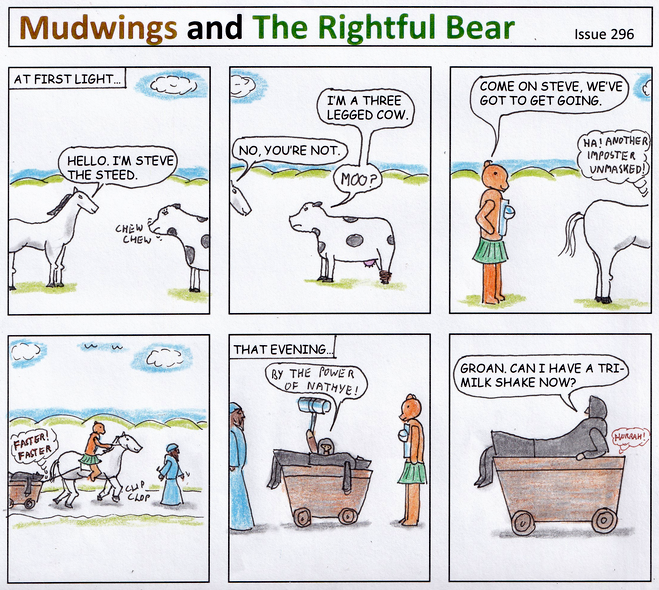 Mudwings and The Rightful Bear
Issue 296
AT FIRST LIGHT...
HELLO. I'M STEVE
THE STEED.
CHEW
CHEW
I'M A THREE
LEGGED COW.
NO, YOU'RE NOT.
MOO?
COME ON STEVE, WE'VE
GOT TO GET GOING.
HA! ANOTHER
IMPOSTER
UNMASKED!
FASTER!
FASTER
CLIP
CLOP
THAT EVENING...
BY THE POWER
OF NATHYE!
GROAN. CAN I HAVE A TRI-
MILK SHAKE NOW?
HURRAH!